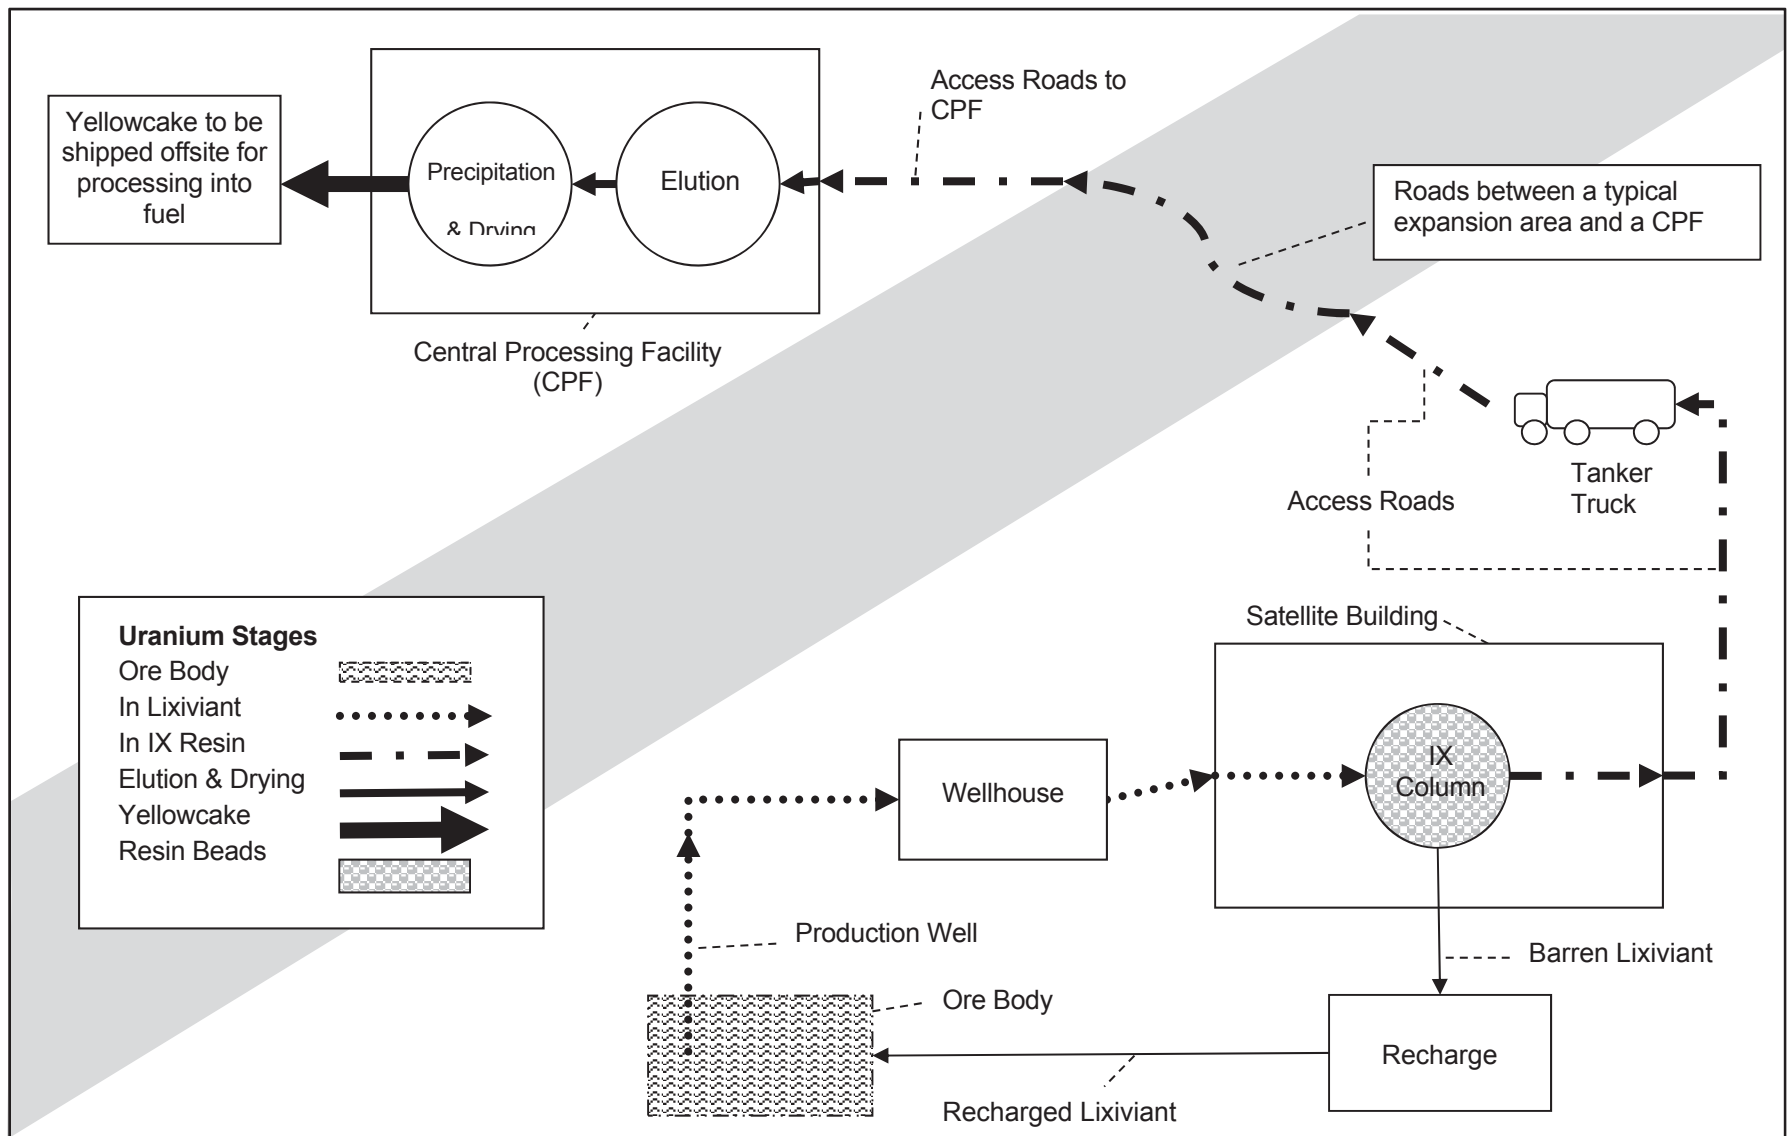 Access Roads to
CPF
Yellowcake to be
shipped offsite for
processing into
fuel
Precipitation
& Drying
Elution
Roads between a typical
expansion area and a CPF
Central Processing Facility
(CPF)
Tanker
Truck
Access Roads
Satellite Building
Uranium Stages
Ore Body
In Lixiviant
In IX Resin
Elution & Drying
Yellowcake
Resin Beads
Wellhouse
IX
Column
Production Well
Barren Lixiviant
Ore Body
Recharge
Recharged Lixiviant